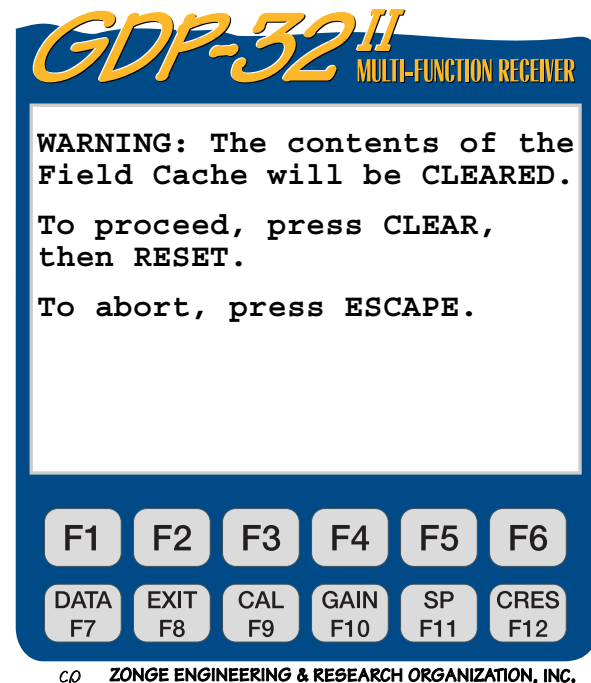 GDP-32 II
MULTI-FUNCTION RECEIVER
WARNING: The contents of the
Field Cache will be CLEARED.
To proceed, press CLEAR,
then RESET.
To abort, press ESCAPE.
F1 F2 F3 F4 F5 F6
DATA EXIT CAL GAIN SP CRES
F7 F8 F9 F10 F11 F12
ZONGE ENGINEERING & RESEARCH ORGANIZATION, INC.